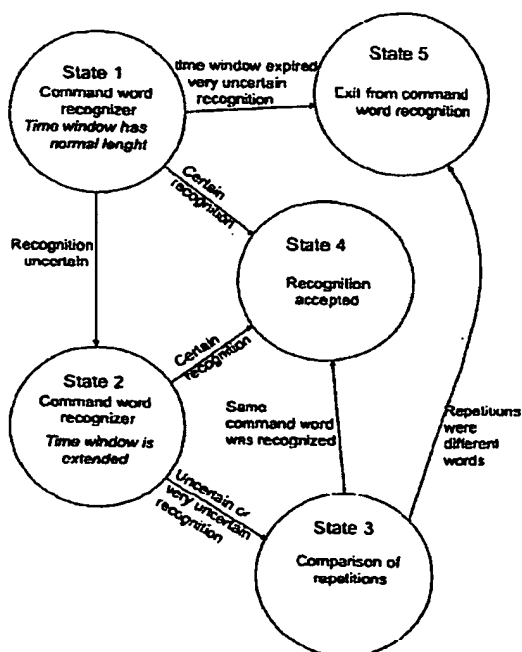 State 1
Command word
recognizer
Time window has
normal lenght
time window expired
very uncertain
recognition
State 5
Exit from command
word recognition
Certain
recognition
Recognition
uncertain
State 4
Recognition
accepted
State 2
Command word
recognizer
Time window is
extended
Certain
recognition
Same
command word
was recognized
Repetitions
were
different
words
Uncertain or
very uncertain
recognition
State 3
Comparison of
repetitions